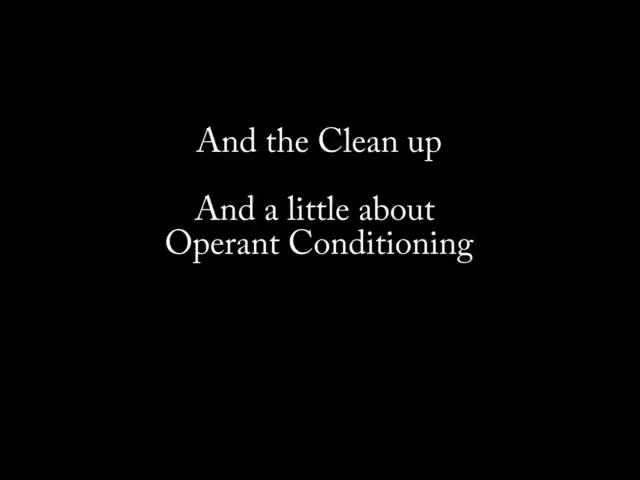 And the Clean up
And a little about
Operant Conditioning